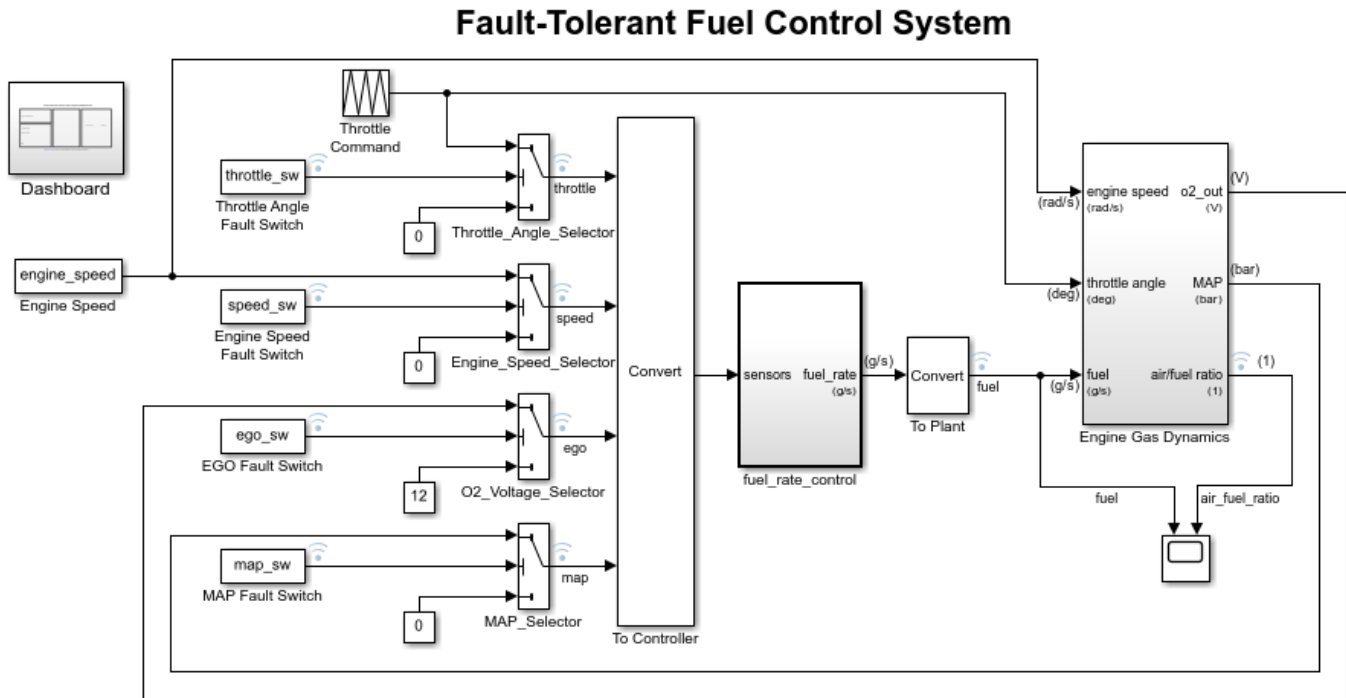 Fault-Tolerant Fuel Control System
Dashboard
Throttle
Command
throttle_sw
Throttle Angle
Fault Switch
0
throttle
Throttle_Angle_Selector
engine_speed
Engine Speed
speed_sw
Engine Speed
Fault Switch
0
speed
Engine_Speed_Selector
ego_sw
EGO Fault Switch
12
ego
O2_Voltage_Selector
map_sw
MAP Fault Switch
0
map
MAP_Selector
Convert
To Controller
sensors
fuel_rate
(g/s)
fuel_rate_control
(g/s)
Convert
To Plant
fuel
(rad/s)
(deg)
(g/s)
engine speed
(rad/s)
o2_out
(V)
throttle angle
(deg)
MAP
(bar)
fuel
(g/s)
air/fuel ratio
(1)
Engine Gas Dynamics
(V)
(bar)
(1)
fuel
air_fuel_ratio